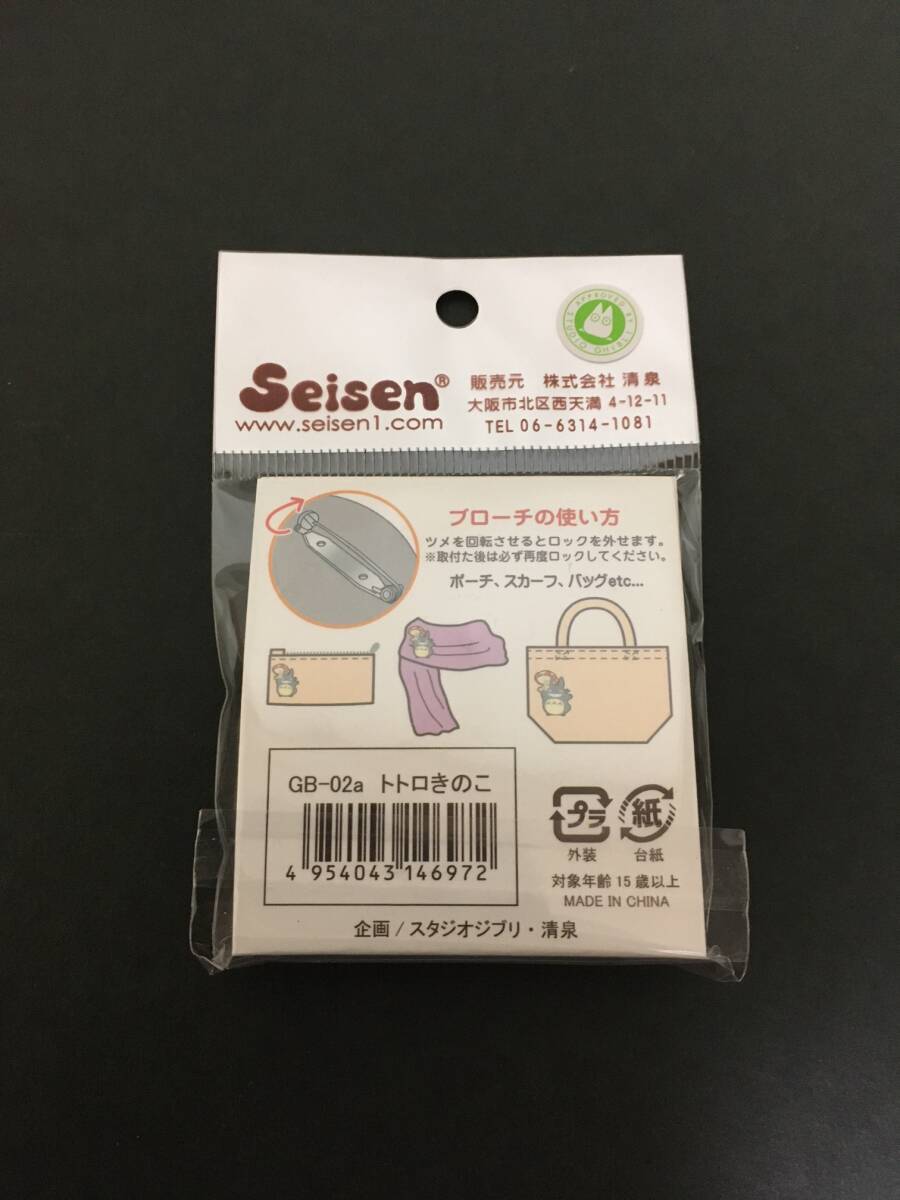 APPROVED BY STUDIO GHIBLI
Seisen®
www.seisen1.com
販売元 株式会社 清泉
大阪市北区西天満 4-12-11
TEL 06-6314-1081
ブローチの使い方
ツメを回転させるとロックを外せます。
※取付た後は必ず再度ロックしてください。
ポーチ、スカーフ、バッグetc...
GB-02a トトロきのこ
4 954043 146972
プラ
外装
紙
台紙
対象年齢 15 歳以上
MADE IN CHINA
企画 / スタジオジブリ・清泉